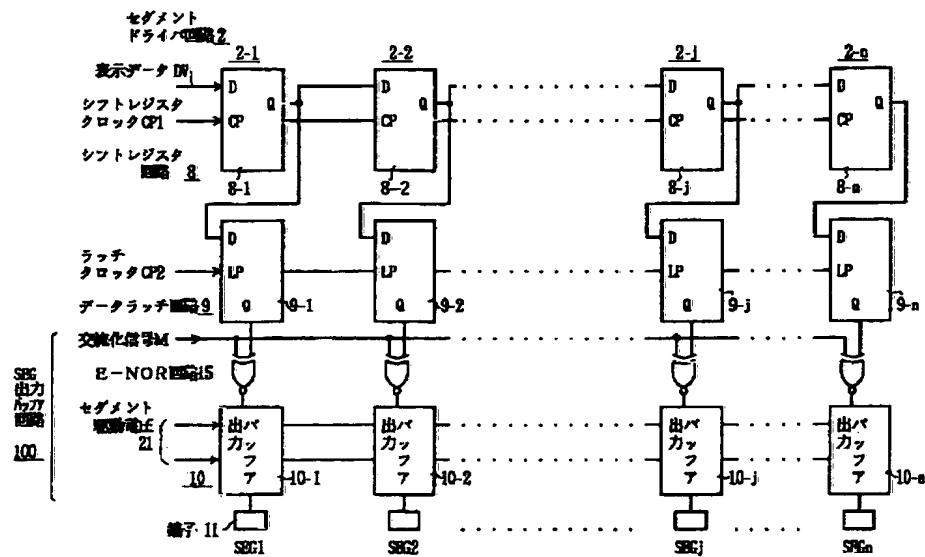 セグメント
ドライバ回路 2
2-1
2-2
2-j
2-n
表示データ DW
シフトレジスタ
クロック CP1
シフトレジスタ
回路 8
D
Q
CP
8-1
D
Q
CP
8-2
D
Q
CP
8-j
D
Q
CP
8-n
ラッチ
クロック CP2
データラッチ回路 9
D
LP
Q
9-1
D
LP
Q
9-2
D
LP
Q
9-j
D
LP
Q
9-n
交流化信号M
E-NOR回路15
SEG
出力
バッファ
回路
100
セグメント
駆動電圧
21
10
出力バッファ
10-1
出力バッファ
10-2
出力バッファ
10-j
出力バッファ
10-n
端子 11
SEG1
SEG2
SEGj
SEGn